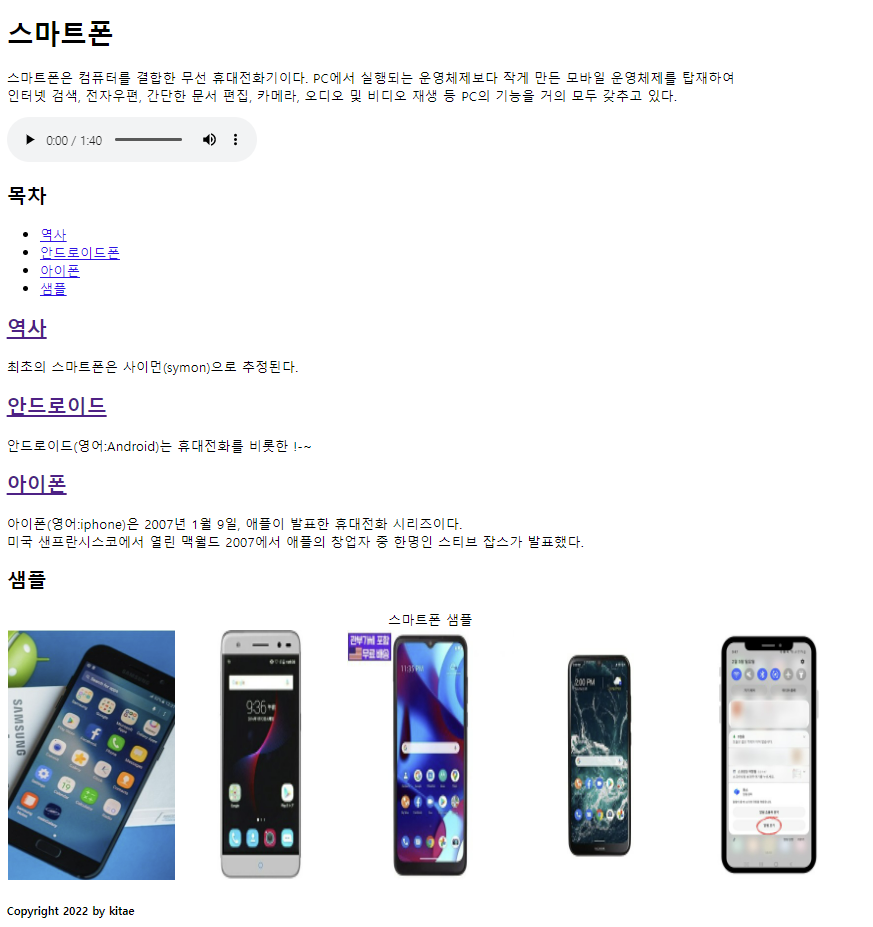 스마트폰
스마트폰은 컴퓨터를 결합한 무선 휴대전화기이다. PC에서 실행되는 운영체제보다 작게 만든 모바일 운영체제를 탑재하여
인터넷 검색, 전자우편, 간단한 문서 편집, 카메라, 오디오 및 비디오 재생 등 PC의 기능을 거의 모두 갖추고 있다.
0:00 / 1:40
목차
역사
안드로이드폰
아이폰
샘플
역사
최초의 스마트폰은 사이먼(symon)으로 추정된다.
안드로이드
안드로이드(영어:Android)는 휴대전화를 비롯한 !-~
아이폰
아이폰(영어:iphone)은 2007년 1월 9일, 애플이 발표한 휴대전화 시리즈이다.
미국 샌프란시스코에서 열린 맥월드 2007에서 애플의 창업자 중 한명인 스티브 잡스가 발표했다.
샘플
스마트폰 샘플
관부가세 포함
무료 배송
SAMSUNG
9:36
11:35 PM
2:00 PM
Copyright 2022 by kitae